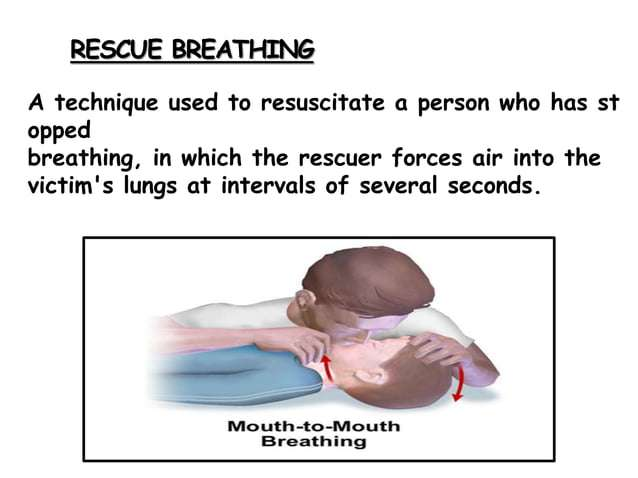 RESCUE BREATHING
A technique used to resuscitate a person who has st
opped
breathing, in which the rescuer forces air into the
victim's lungs at intervals of several seconds.
Mouth-to-Mouth
Breathing